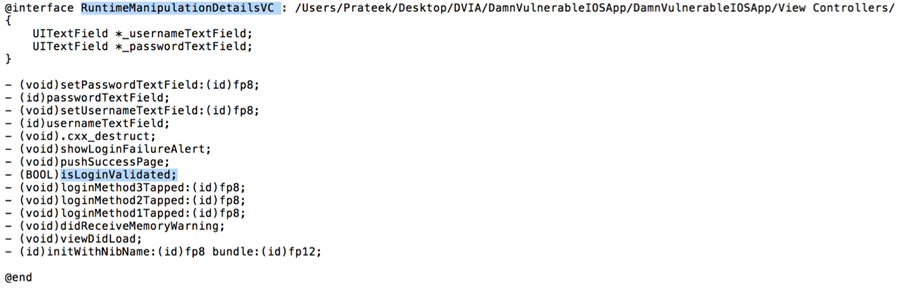 @interface RuntimeManipulationDetailsVC : /Users/Prateek/Desktop/DVIA/DamnVulnerableIOSApp/DamnVulnerableIOSApp/View Controllers/
{
    UITextField *_usernameTextField;
    UITextField *_passwordTextField;
}
- (void)setPasswordTextField:(id)fp8;
- (id)passwordTextField;
- (void)setUsernameTextField:(id)fp8;
- (id)usernameTextField;
- (void).cxx_destruct;
- (void)showLoginFailureAlert;
- (void)pushSuccessPage;
- (BOOL)isLoginValidated;
- (void)loginMethod3Tapped:(id)fp8;
- (void)loginMethod2Tapped:(id)fp8;
- (void)loginMethod1Tapped:(id)fp8;
- (void)didReceiveMemoryWarning;
- (void)viewDidLoad;
- (id)initWithNibName:(id)fp8 bundle:(id)fp12;
@end